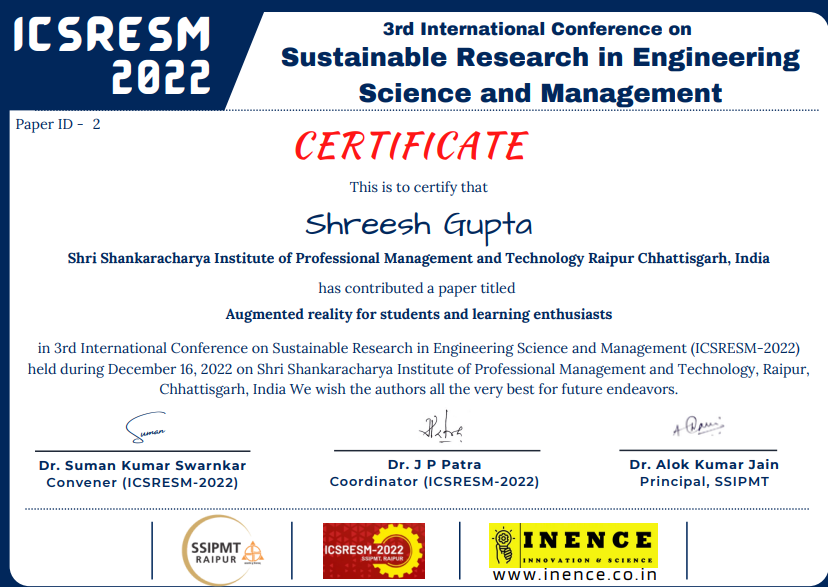 ICSRESM
2022
3rd International Conference on
Sustainable Research in Engineering
Science and Management
Paper ID - 2
CERTIFICATE
This is to certify that
Shreesh Gupta
Shri Shankaracharya Institute of Professional Management and Technology Raipur Chhattisgarh, India
has contributed a paper titled
Augmented reality for students and learning enthusiasts
in 3rd International Conference on Sustainable Research in Engineering Science and Management (ICSRESM-2022)
held during December 16, 2022 on Shri Shankaracharya Institute of Professional Management and Technology, Raipur,
Chhattisgarh, India We wish the authors all the very best for future endeavors.
Suman
Dr. Suman Kumar Swarnkar
Convener (ICSRESM-2022)
Dr. J P Patra
Coordinator (ICSRESM-2022)
Dr. Alok Kumar Jain
Principal, SSIPMT
SSIPMT
RAIPUR
ICSRESM-2022
SSIPMT, RAIPUR
INENCE
INNOVATION & SCIENCE
www.inence.co.in